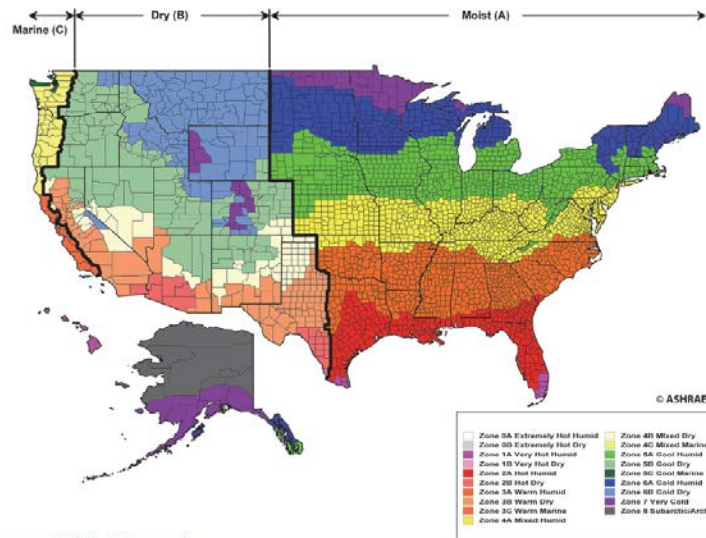 Marine (C)
Dry (B)
Moist (A)
© ASHRAE
Zone 0A Extremely Hot Humid
Zone 0B Extremely Hot Dry
Zone 1A Very Hot Humid
Zone 1B Very Hot Dry
Zone 2A Hot Humid
Zone 2B Hot Dry
Zone 3A Warm Humid
Zone 3B Warm Dry
Zone 3C Warm Marine
Zone 4A Mixed Humid
Zone 4B Mixed Dry
Zone 4C Mixed Marine
Zone 5A Cool Humid
Zone 5B Cool Dry
Zone 5C Cool Marine
Zone 6A Cold Humid
Zone 6B Cold Dry
Zone 7 Very Cold
Zone 8 Subarctic/Arct